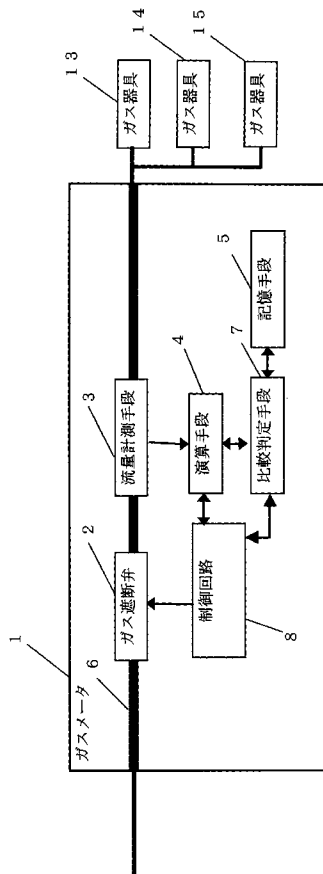 1
ガスメータ
6
2
ガス遮断弁
3
流量計測手段
4
演算手段
5
記憶手段
7
比較判定手段
制御回路
8
13
ガス器具
14
ガス器具
15
ガス器具